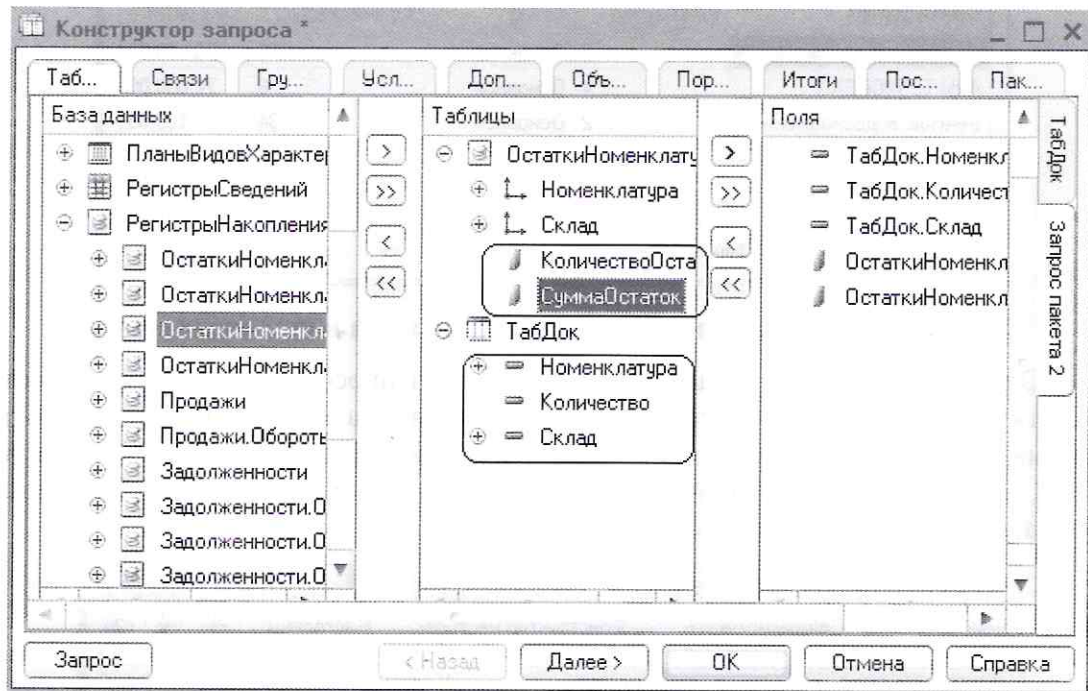 Конструктор запроса *
Таб...
Связи
Гру...
Усл...
Доп...
Объ...
Пор...
Итоги
Пос...
Пак...
База данных
ПланыВидовХарактер
РегистрыСведений
РегистрыНакопления
ОстаткиНоменкл
ОстаткиНоменкл
ОстаткиНоменкл
ОстаткиНоменкл
Продажи
Продажи.Обороты
Задолженности
Задолженности.О
Задолженности.О
Задолженности.О
>
>>
<
<<
Таблицы
ОстаткиНоменклату
Номенклатура
Склад
КоличествоОста
СуммаОстаток
ТабДок
Номенклатура
Количество
Склад
>
>>
<
<<
Поля
ТабДок.Номенкл
ТабДок.Количест
ТабДок.Склад
ОстаткиНоменкл
ОстаткиНоменкл
ТабДок
Запрос пакета 2
Запрос
< Назад
Далее >
ОК
Отмена
Справка